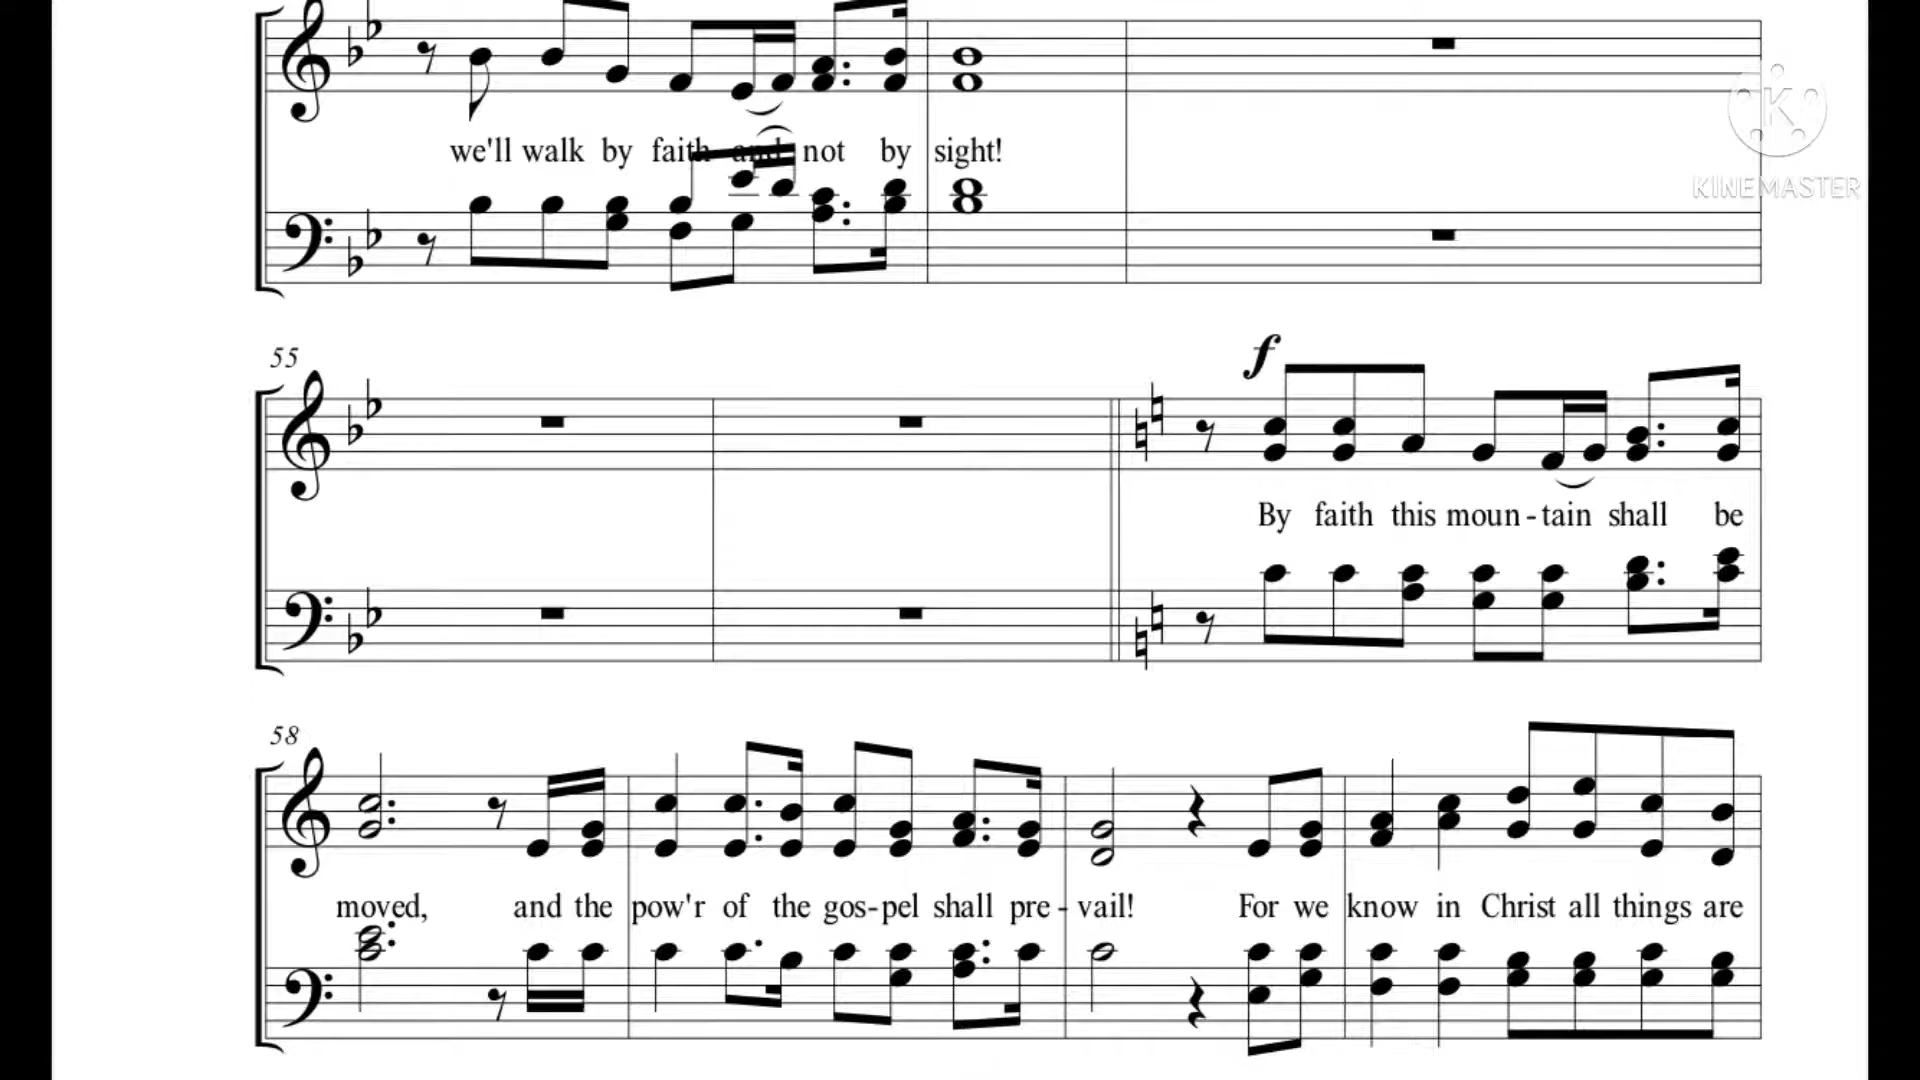 we'll walk by faith and not by sight!
K
KINEMASTER
55
f
By faith this moun - tain shall be
58
moved, and the pow'r of the gos - pel shall pre - vail! For we know in Christ all things are